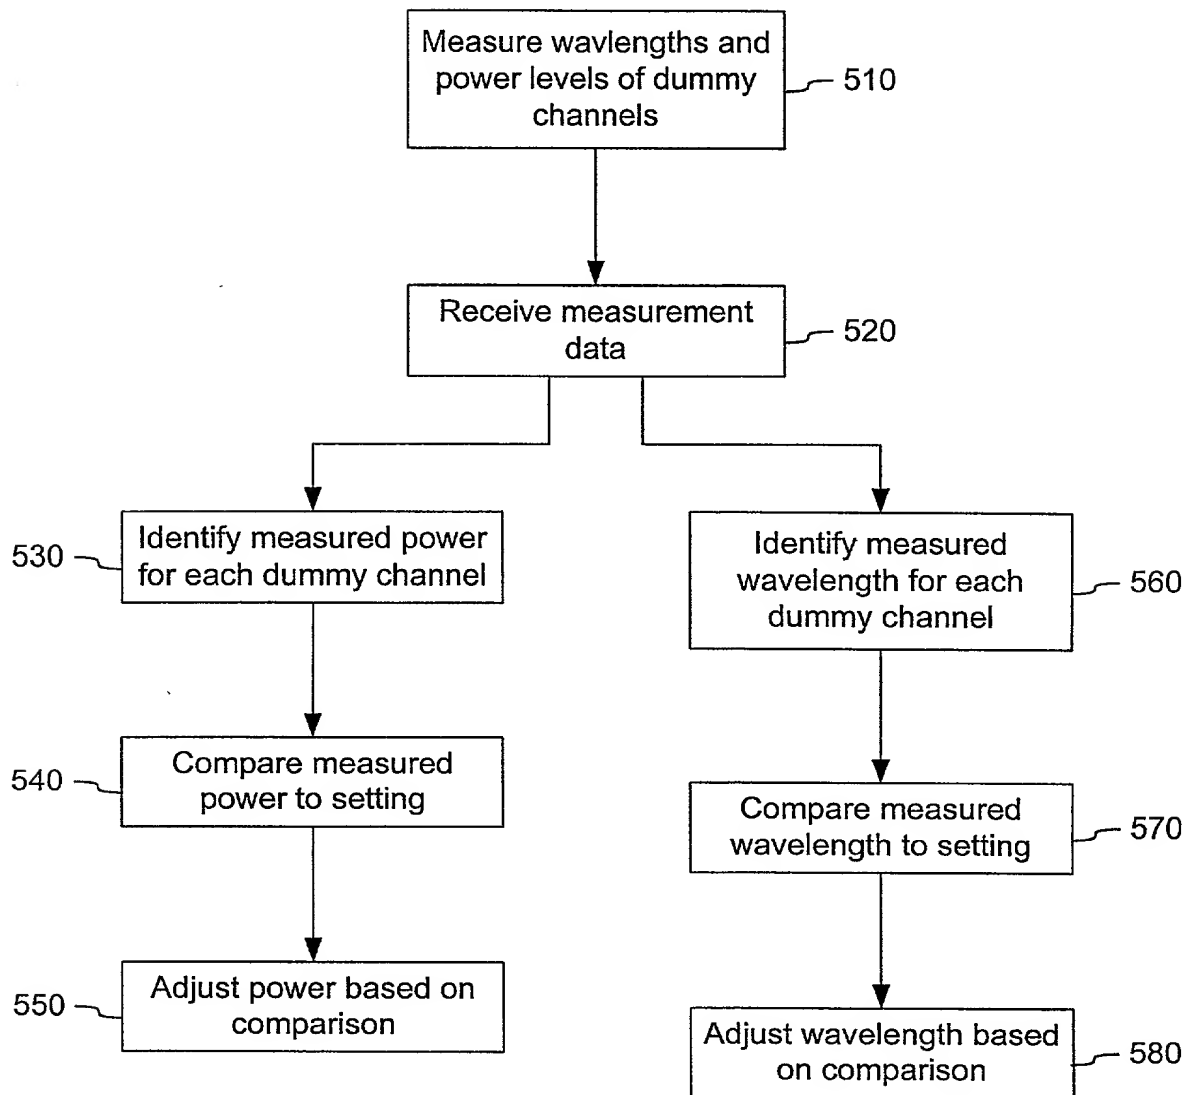 Measure wavlengths and
power levels of dummy
channels
510
Receive measurement
data
520
Identify measured power
for each dummy channel
530
Compare measured
power to setting
540
Adjust power based on
comparison
550
Identify measured
wavelength for each
dummy channel
560
Compare measured
wavelength to setting
570
Adjust wavelength based
on comparison
580